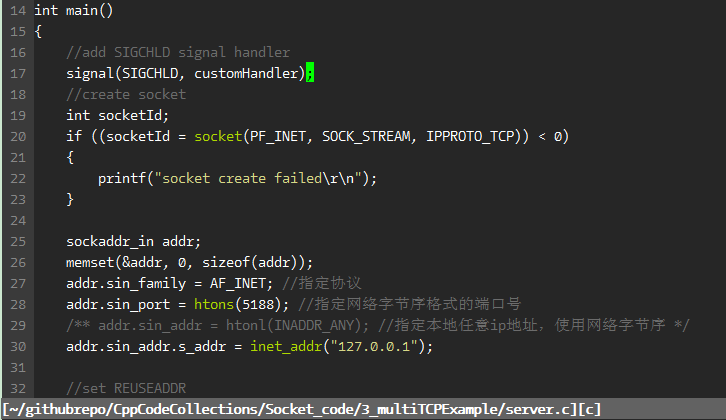 14 int main()
15 {
16     //add SIGCHLD signal handler
17     signal(SIGCHLD, customHandler);
18     //create socket
19     int socketId;
20     if ((socketId = socket(PF_INET, SOCK_STREAM, IPPROTO_TCP)) < 0)
21     {
22         printf("socket create failed\r\n");
23     }
24
25     sockaddr_in addr;
26     memset(&addr, 0, sizeof(addr));
27     addr.sin_family = AF_INET; //指定协议
28     addr.sin_port = htons(5188); //指定网络字节序格式的端口号
29     /** addr.sin_addr = htonl(INADDR_ANY); //指定本地任意ip地址，使用网络字节序 */
30     addr.sin_addr.s_addr = inet_addr("127.0.0.1");
31
32     //set REUSEADDR
[~/githubrepo/CppCodeCollections/Socket_code/3_multiTCPExample/server.c][c]